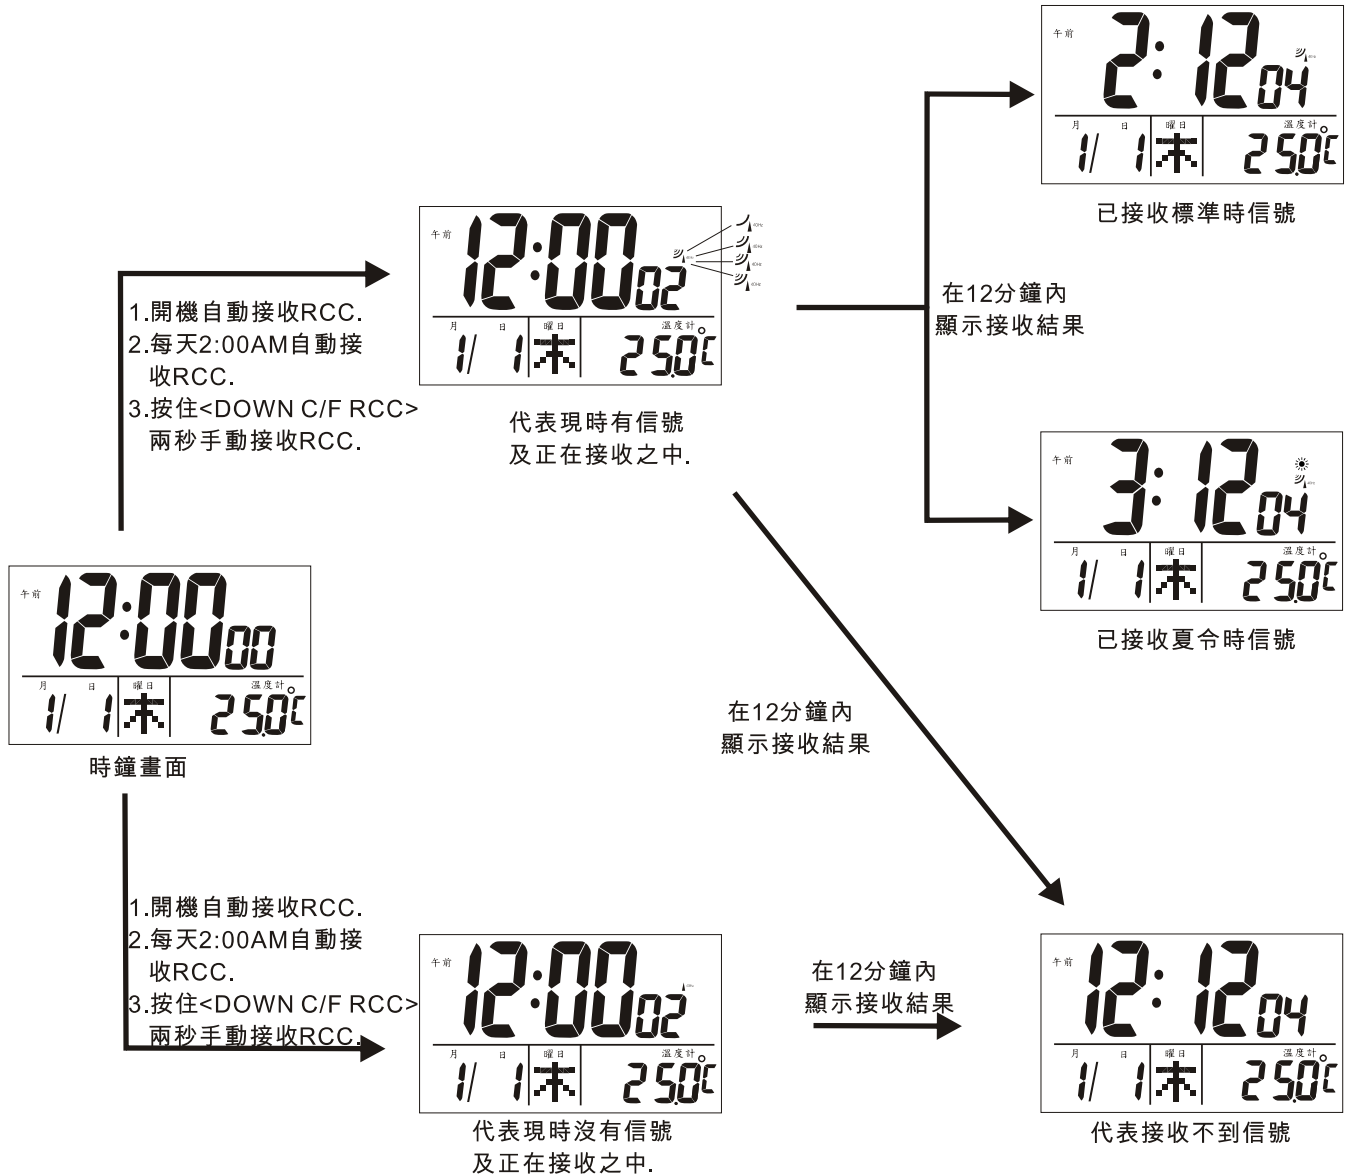 午前
2:12 04
月 日 曜日 溫度計
1/ 1 木 25.0°C
已接收標準時信號
午前
12:00 02
月 日 曜日 溫度計
1/ 1 木 25.0°C
代表現時有信號
及正在接收之中.
1.開機自動接收RCC.
2.每天2:00AM自動接
收RCC.
3.按住<DOWN C/F RCC>
兩秒手動接收RCC.
在12分鐘內
顯示接收結果
午前
3:12 04
月 日 曜日 溫度計
1/ 1 木 25.0°C
已接收夏令時信號
午前
12:00 00
月 日 曜日 溫度計
1/ 1 木 25.0°C
時鐘畫面
在12分鐘內
顯示接收結果
1.開機自動接收RCC.
2.每天2:00AM自動接
收RCC.
3.按住<DOWN C/F RCC>
兩秒手動接收RCC.
午前
12:00 02
月 日 曜日 溫度計
1/ 1 木 25.0°C
代表現時沒有信號
及正在接收之中.
在12分鐘內
顯示接收結果
午前
12:12 04
月 日 曜日 溫度計
1/ 1 木 25.0°C
代表接收不到信號